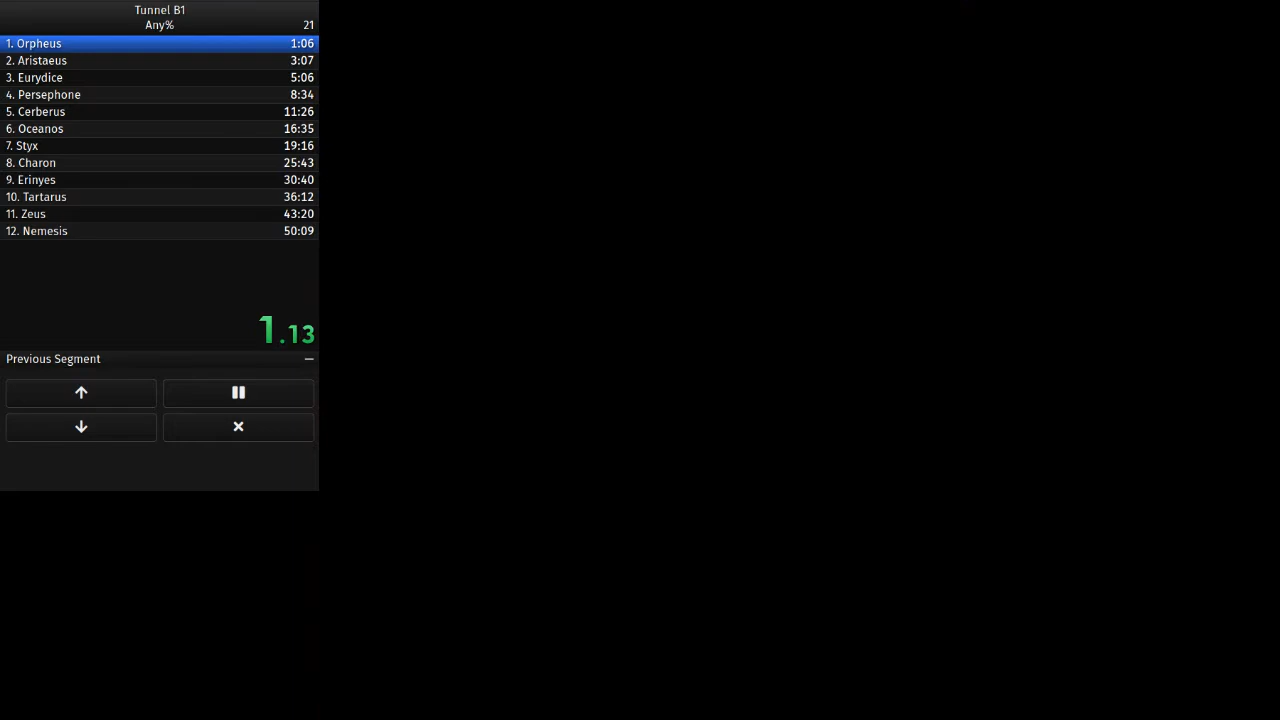 Tunnel B1
Any% 21
1. Orpheus 1:06
2. Aristaeus 3:07
3. Eurydice 5:06
4. Persephone 8:34
5. Cerberus 11:26
6. Oceanos 16:35
7. Styx 19:16
8. Charon 25:43
9. Erinyes 30:40
10. Tartarus 36:12
11. Zeus 43:20
12. Nemesis 50:09
1.13
Previous Segment —